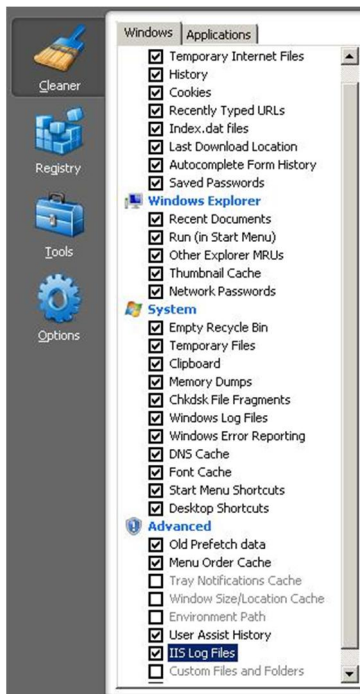 Cleaner
Registry
Tools
Options
Windows
Applications
Temporary Internet Files
History
Cookies
Recently Typed URLs
Index.dat files
Last Download Location
Autocomplete Form History
Saved Passwords
Windows Explorer
Recent Documents
Run (in Start Menu)
Other Explorer MRUs
Thumbnail Cache
Network Passwords
System
Empty Recycle Bin
Temporary Files
Clipboard
Memory Dumps
Chkdsk File Fragments
Windows Log Files
Windows Error Reporting
DNS Cache
Font Cache
Start Menu Shortcuts
Desktop Shortcuts
Advanced
Old Prefetch data
Menu Order Cache
Tray Notifications Cache
Window Size/Location Cache
Environment Path
User Assist History
IIS Log Files
Custom Files and Folders